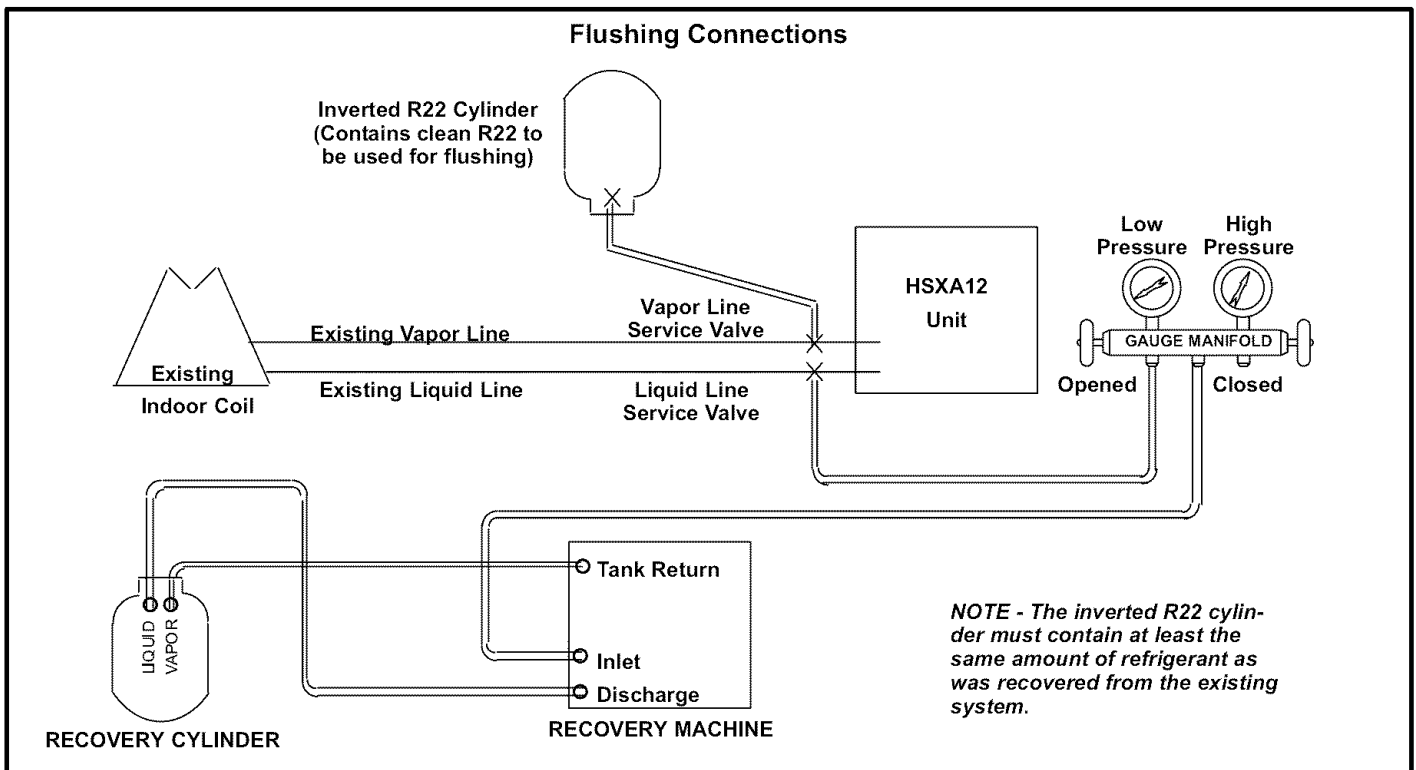 Flushing Connections
Inverted R22 Cylinder
(Contains clean R22 to
be used for flushing)
Low
Pressure
High
Pressure
HSXA12
Unit
GAUGE MANIFOLD
Opened
Closed
Existing Vapor Line
Vapor Line
Service Valve
Existing
Indoor Coil
Existing Liquid Line
Liquid Line
Service Valve
Tank Return
Inlet
Discharge
RECOVERY MACHINE
LIQUID
VAPOR
RECOVERY CYLINDER
NOTE - The inverted R22 cylin-
der must contain at least the
same amount of refrigerant as
was recovered from the existing
system.